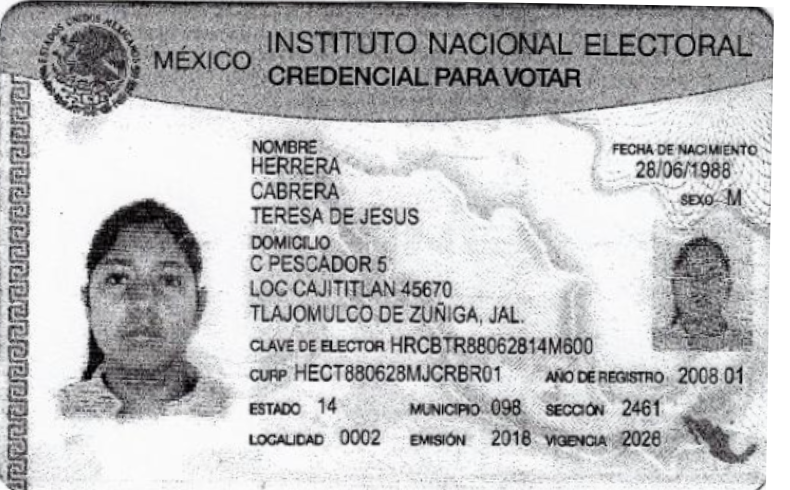 ESTADOS UNIDOS MEXICANOS
MÉXICO INSTITUTO NACIONAL ELECTORAL
CREDENCIAL PARA VOTAR
NOMBRE
HERRERA
CABRERA
TERESA DE JESUS
FECHA DE NACIMIENTO
28/06/1988
SEXO M
DOMICILIO
C PESCADOR 5
LOC CAJITITLAN 45670
TLAJOMULCO DE ZUÑIGA, JAL.
CLAVE DE ELECTOR HRCBTR88062814M600
CURP HECT880628MJCRBR01 AÑO DE REGISTRO 2008 01
ESTADO 14 MUNICIPIO 098 SECCIÓN 2461
LOCALIDAD 0002 EMISIÓN 2018 VIGENCIA 2028